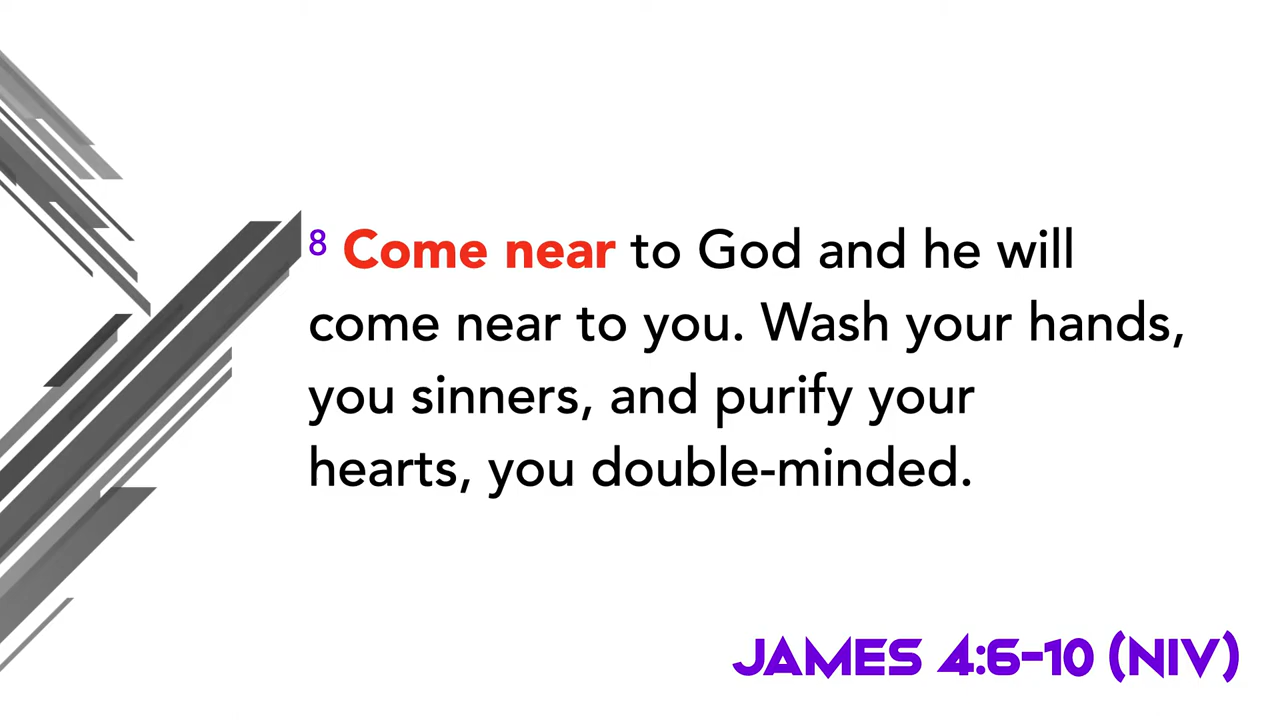 8 Come near to God and he will
come near to you. Wash your hands,
you sinners, and purify your
hearts, you double-minded.
JAMES 4:6-10 (NIV)